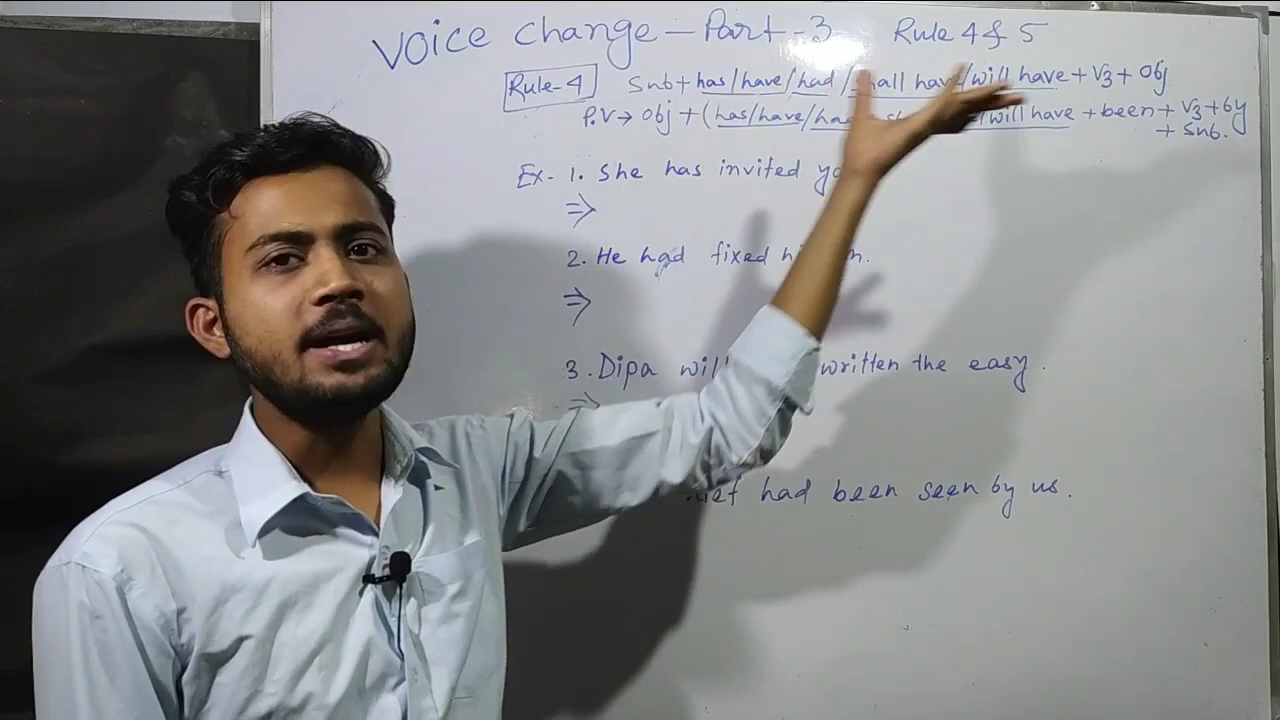 Voice change - Part-3 Rule 4 & 5
Rule-4 Sub+has/have/had/shall have/will have+V3+Obj
P.V→Obj+(has/have/had /will have+been+V3+by
+Sub.
Ex- 1. She has invited
⇒
2. He had fixed
⇒
3. Dipa will written the easy.
⇒
had been seen by us.